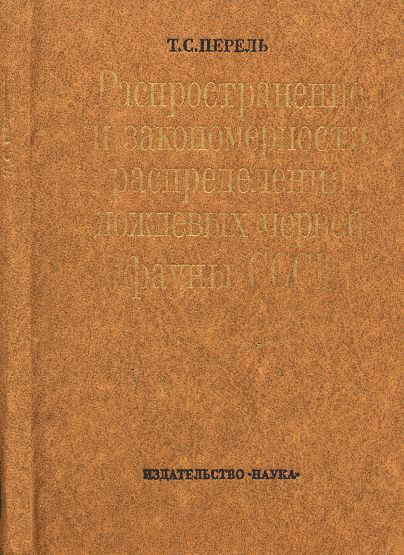 Т.С.ПЕРЕЛЬ
Распространение
и закономерности
распределения
дождевых червей
фауны СССР
ИЗДАТЕЛЬСТВО «НАУКА»